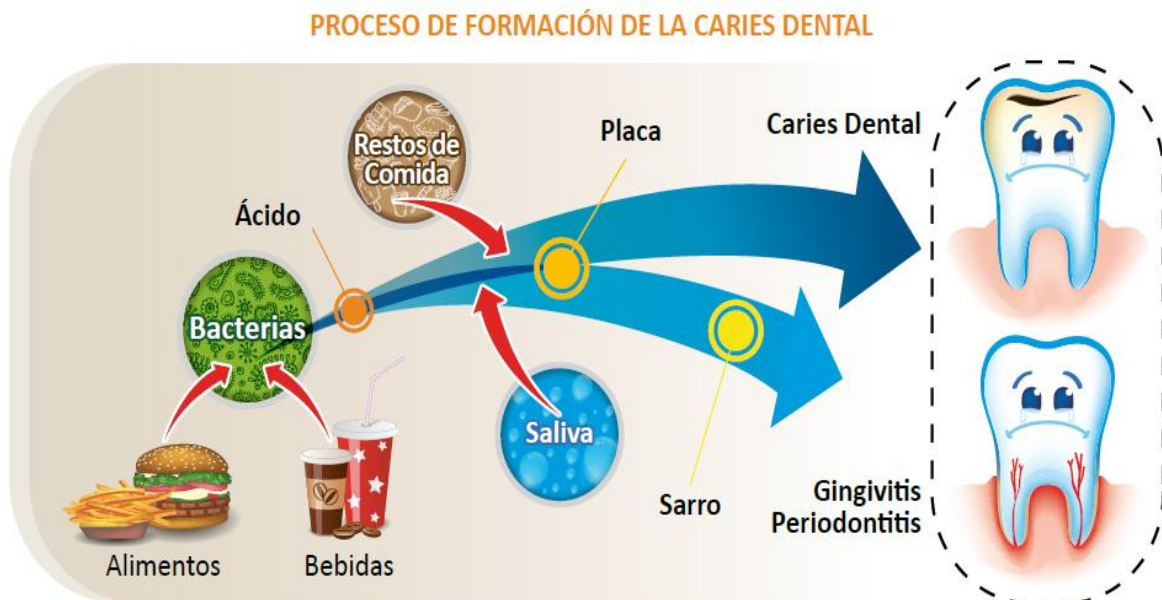 PROCESO DE FORMACIÓN DE LA CARIES DENTAL
Restos de
Comida
Placa
Caries Dental
Ácido
Bacterias
Saliva
Sarro
Gingivitis
Periodontitis
Alimentos
Bebidas